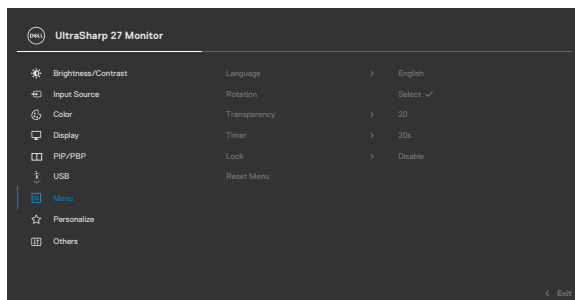 DELL UltraSharp 27 Monitor
Brightness/Contrast Language > English
Input Source Rotation Select ✓
Color Transparency > 20
Display Timer > 20s
PIP/PBP Lock > Disable
USB Reset Menu
Menu
Personalize
Others
< Exit